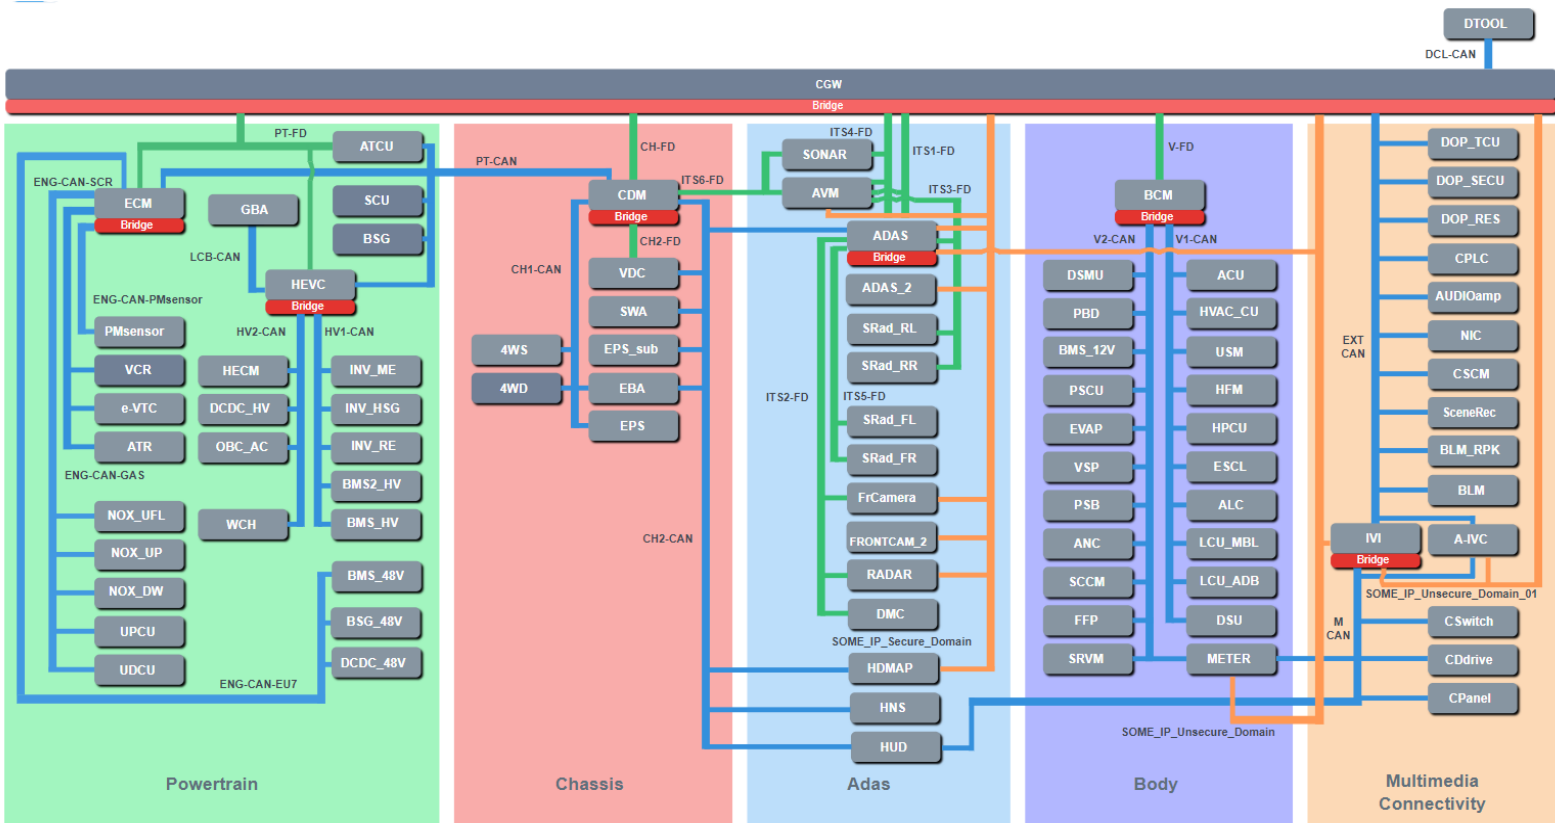 DTOOL
DCL-CAN
CGW
Bridge
PT-FD
ATCU
PT-CAN
ENG-CAN-SCR
ECM
Bridge
GBA
SCU
BSG
LCB-CAN
HEVC
Bridge
ENG-CAN-PMsensor
HV2-CAN
HV1-CAN
PMsensor
VCR
e-VTC
ATR
ENG-CAN-GAS
HECM
DCDC_HV
OBC_AC
WCH
INV_ME
INV_HSG
INV_RE
BMS2_HV
BMS_HV
NOX_UFL
NOX_UP
NOX_DW
UPCU
UDCU
BMS_48V
BSG_48V
DCDC_48V
ENG-CAN-EU7
Powertrain
CH-FD
CDM
Bridge
CH2-FD
CH1-CAN
VDC
SWA
EPS_sub
EBA
EPS
4WS
4WD
CH2-CAN
Chassis
ITS4-FD
SONAR
ITS1-FD
ITS6-FD
AVM
ITS3-FD
ADAS
Bridge
ADAS_2
SRad_RL
SRad_RR
ITS2-FD
ITS5-FD
SRad_FL
SRad_FR
FrCamera
FRONTCAM_2
RADAR
DMC
SOME_IP_Secure_Domain
HDMAP
HNS
HUD
Adas
V-FD
BCM
Bridge
V2-CAN
V1-CAN
DSMU
PBD
BMS_12V
PSCU
EVAP
VSP
PSB
ANC
SCCM
FFP
SRVM
ACU
HVAC_CU
USM
HFM
HPCU
ESCL
ALC
LCU_MBL
LCU_ADB
DSU
METER
SOME_IP_Unsecure_Domain
Body
DOP_TCU
DOP_SECU
DOP_RES
CPLC
AUDIOamp
NIC
CSCM
SceneRec
BLM_RPK
BLM
EXT
CAN
IVI
Bridge
A-IVC
SOME_IP_Unsecure_Domain_01
M
CAN
CSwitch
CDdrive
CPanel
Multimedia
Connectivity